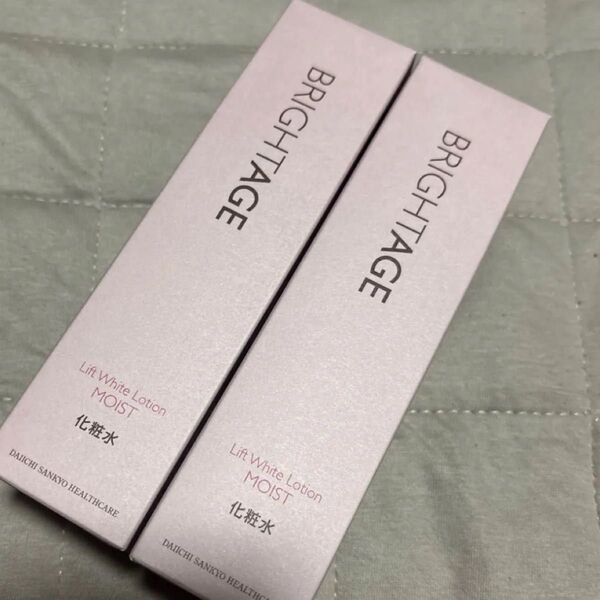 BRIGHTAGE
Lift White Lotion
MOIST
化粧水
DAIICHI SANKYO HEALTHCARE
BRIGHTAGE
Lift White Lotion
MOIST
化粧水
DAIICHI SANKYO HEALTHCARE